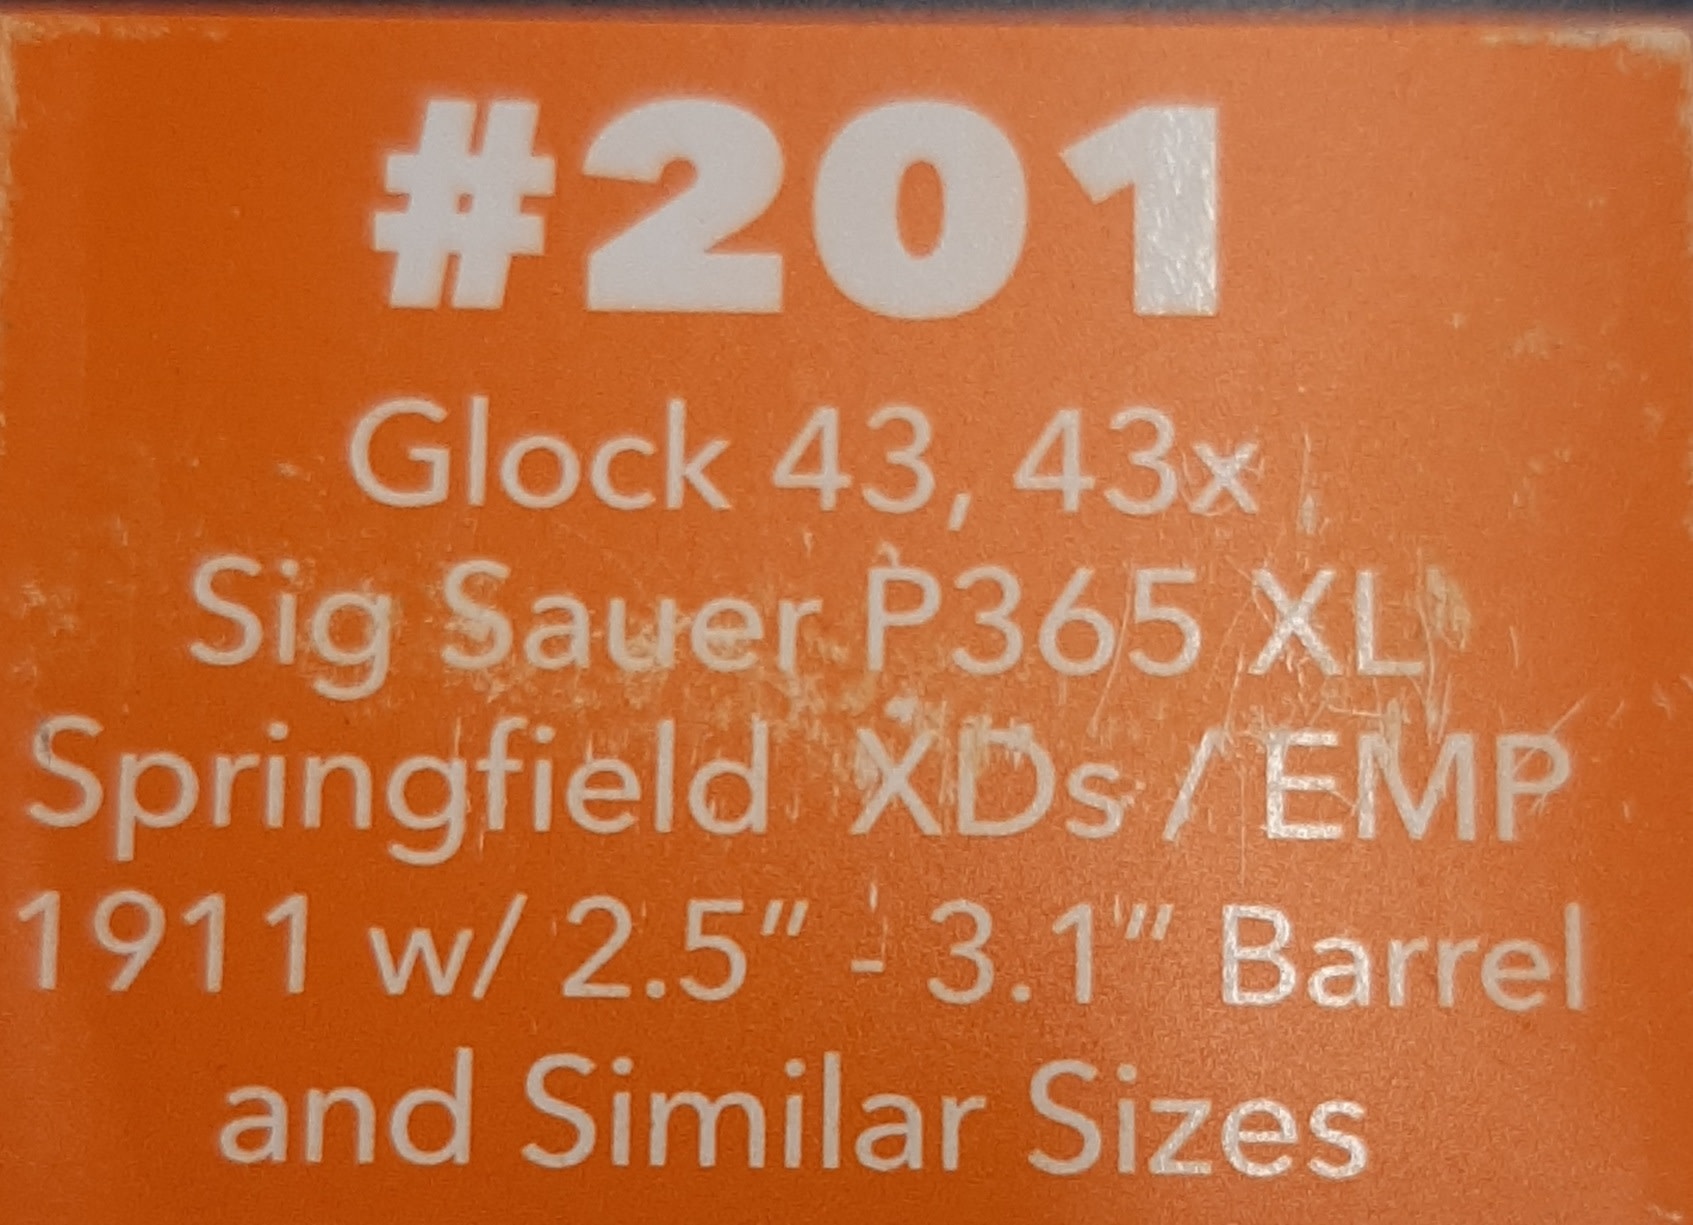 #201
Glock 43, 43x
Sig Sauer P365 XL
Springfield XDs / EMP
1911 w/ 2.5" - 3.1" Barrel
and Similar Sizes